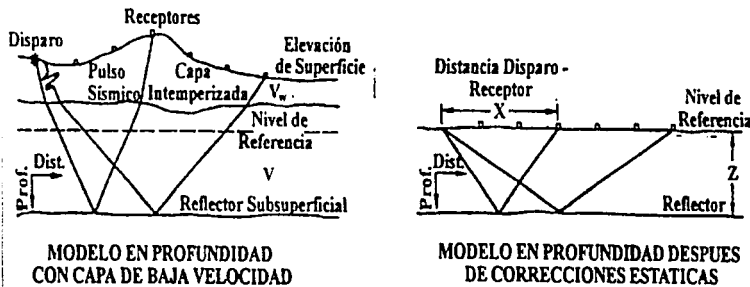 Receptores
Disparo
Elevación
de Superficie
Pulso
Sísmico
Capa
Intemperizada
Vw
Nivel de
Referencia
Dist.
Prof.
V
Reflector Subsuperficial
MODELO EN PROFUNDIDAD
CON CAPA DE BAJA VELOCIDAD
Distancia Disparo -
Receptor
X
Nivel de
Referencia
Dist.
Prof.
Z
Reflector
MODELO EN PROFUNDIDAD DESPUES
DE CORRECCIONES ESTATICAS